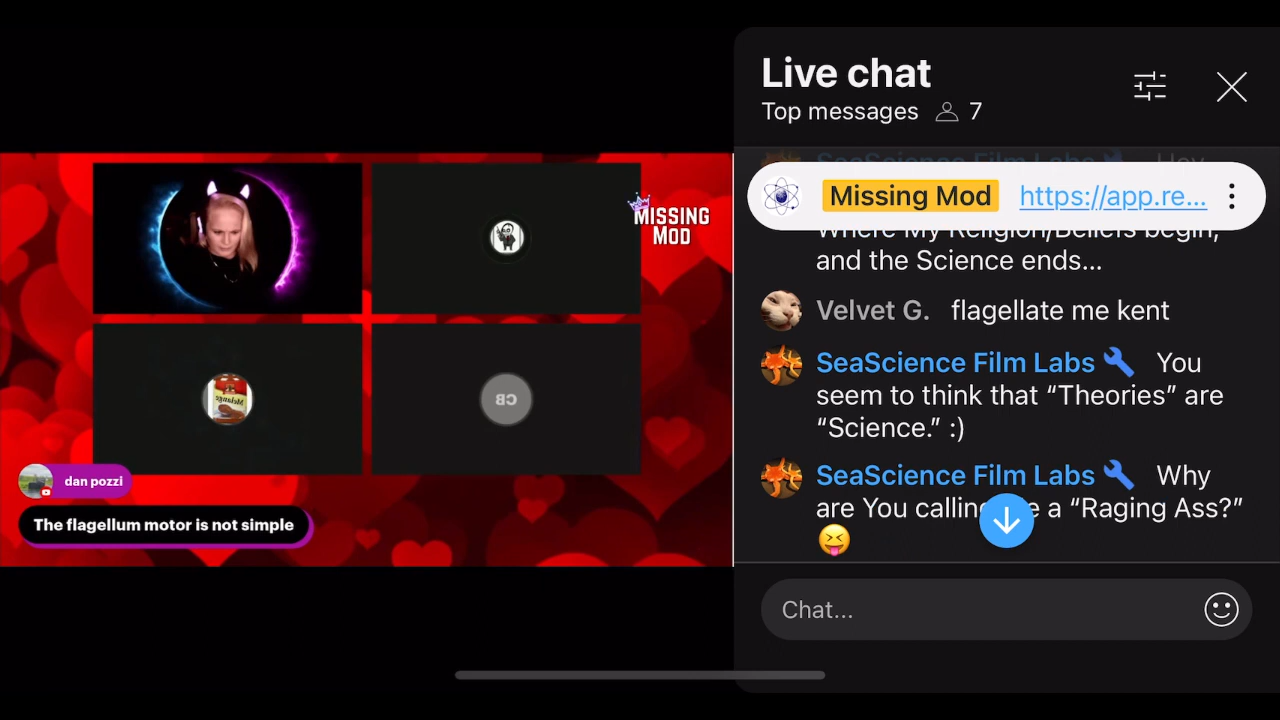 MISSING
MOD
dan pozzi
The flagellum motor is not simple
Melange
CB
Live chat
Top messages 7
SeaScience Film Labs Hey
Missing Mod https://app.re...
Where My Religion/Beliefs begin,
and the Science ends...
Velvet G. flagellate me kent
SeaScience Film Labs You
seem to think that “Theories” are
“Science.” :)
SeaScience Film Labs Why
are You calling e a “Raging Ass?”
😝
Chat...